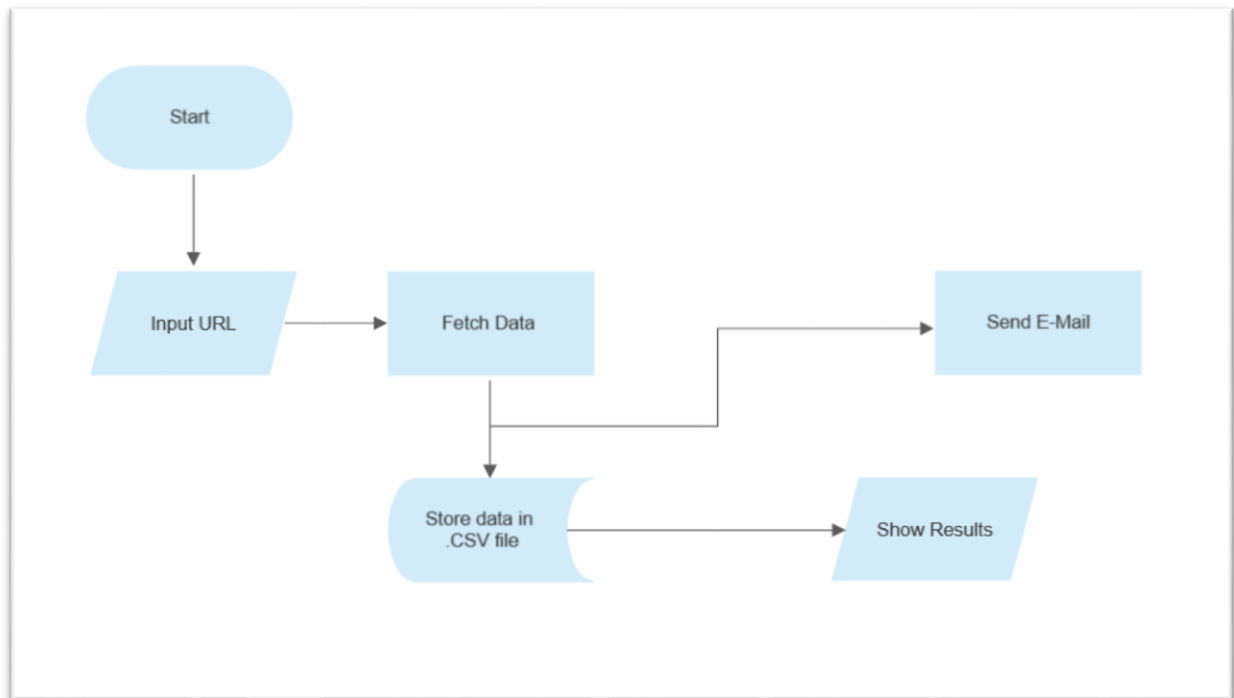 Start
Input URL
Fetch Data
Send E-Mail
Store data in
.CSV file
Show Results